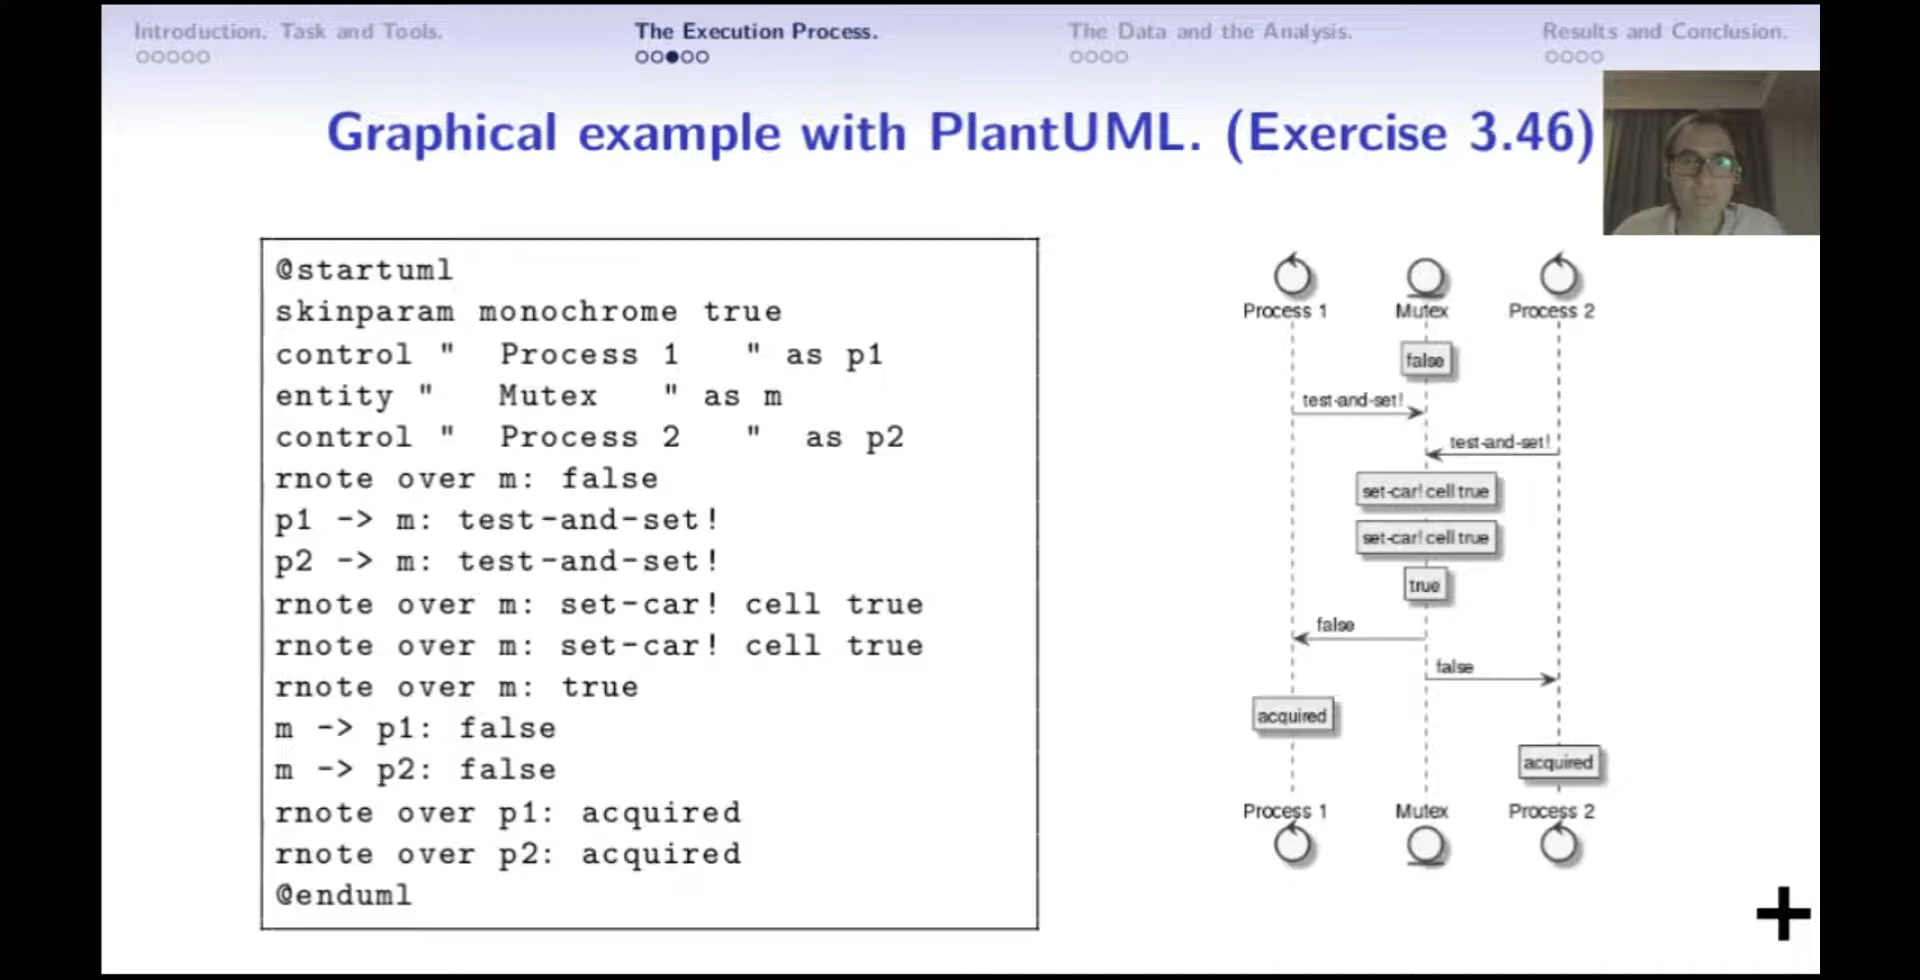 Introduction. Task and Tools.
The Execution Process.
The Data and the Analysis.
Results and Conclusion.
Graphical example with PlantUML. (Exercise 3.46)
@startuml
skinparam monochrome true
control "   Process 1   " as p1
entity "   Mutex   " as m
control "   Process 2   "  as p2
rnote over m: false
p1 -> m: test-and-set!
p2 -> m: test-and-set!
rnote over m: set-car! cell true
rnote over m: set-car! cell true
rnote over m: true
m -> p1: false
m -> p2: false
rnote over p1: acquired
rnote over p2: acquired
@enduml
Process 1 Mutex Process 2
false
test-and-set!
test-and-set!
set-car! cell true
set-car! cell true
true
false
false
acquired
acquired
Process 1 Mutex Process 2